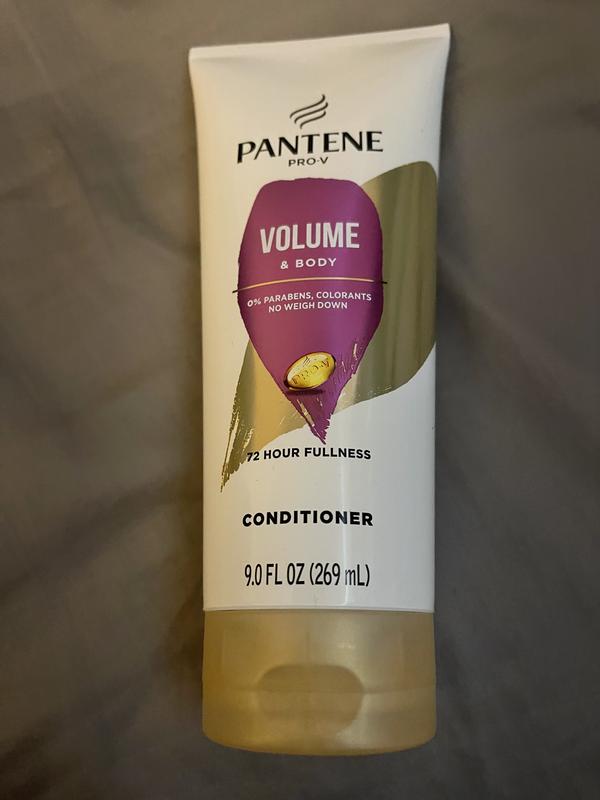 PANTENE
PRO-V
VOLUME
& BODY
0% PARABENS, COLORANTS
NO WEIGH DOWN
72 HOUR FULLNESS
CONDITIONER
9.0 FL OZ (269 mL)